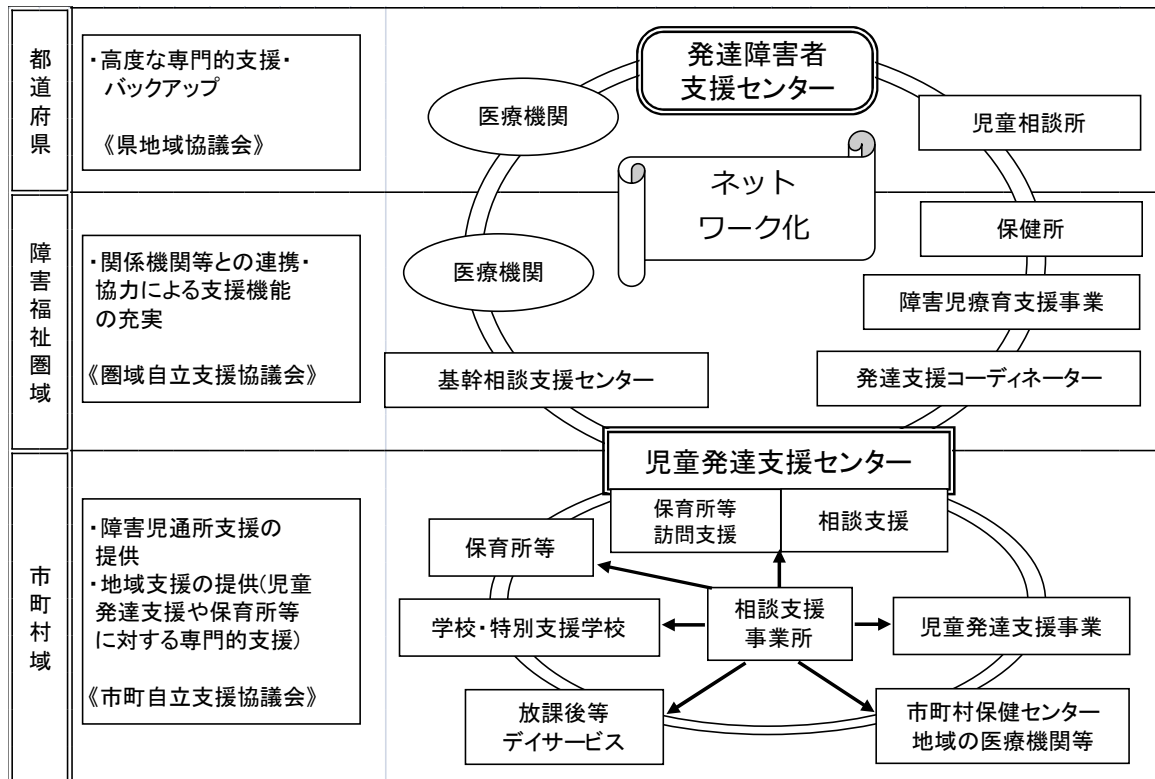 都道府県
・高度な専門的支援・
バックアップ
《県地域協議会》
発達障害者
支援センター
医療機関
児童相談所
ネット
ワーク化
障害福祉圏域
・関係機関等との連携・
協力による支援機能
の充実
《圏域自立支援協議会》
保健所
医療機関
障害児療育支援事業
基幹相談支援センター
発達支援コーディネーター
市町村域
・障害児通所支援の
提供
・地域支援の提供(児童
発達支援や保育所等
に対する専門的支援)
《市町自立支援協議会》
児童発達支援センター
保育所等
訪問支援
相談支援
保育所等
学校・特別支援学校
相談支援
事業所
児童発達支援事業
放課後等
デイサービス
市町村保健センター
地域の医療機関等